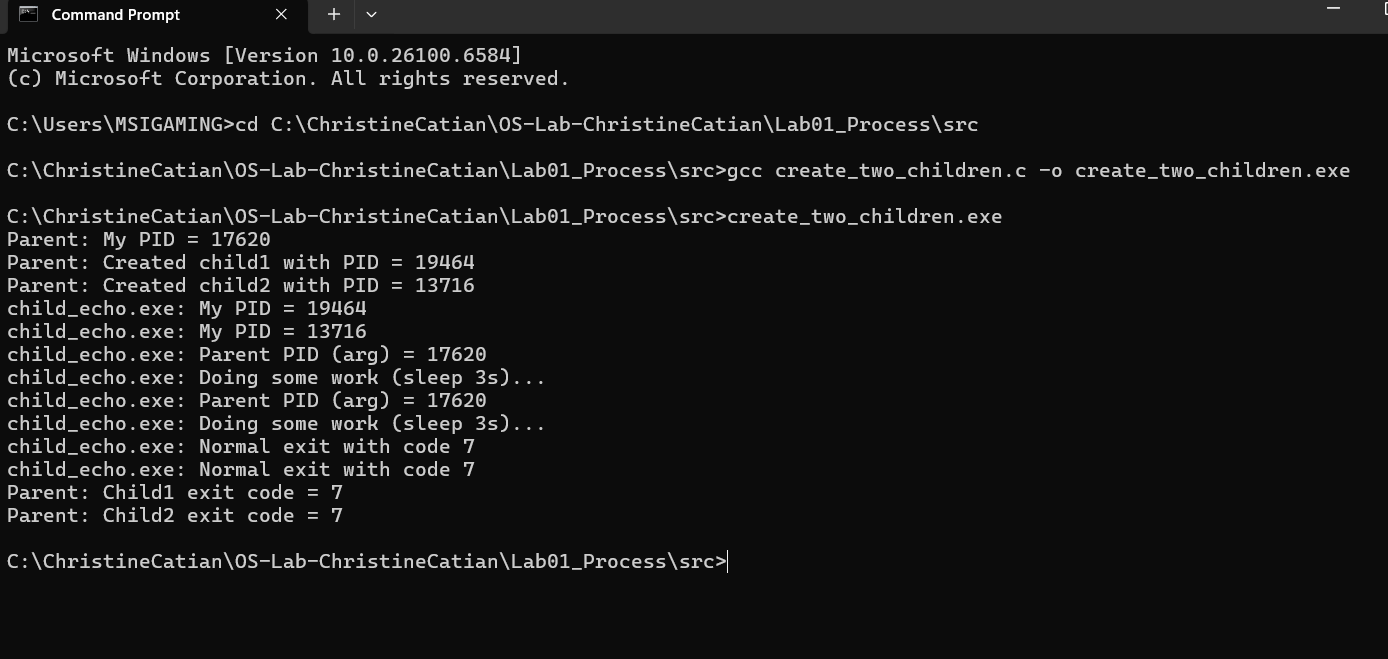 Command Prompt
Microsoft Windows [Version 10.0.26100.6584]
(c) Microsoft Corporation. All rights reserved.
C:\Users\MSIGAMING>cd C:\ChristineCatian\OS-Lab-ChristineCatian\Lab01_Process\src
C:\ChristineCatian\OS-Lab-ChristineCatian\Lab01_Process\src>gcc create_two_children.c -o create_two_children.exe
C:\ChristineCatian\OS-Lab-ChristineCatian\Lab01_Process\src>create_two_children.exe
Parent: My PID = 17620
Parent: Created child1 with PID = 19464
Parent: Created child2 with PID = 13716
child_echo.exe: My PID = 19464
child_echo.exe: My PID = 13716
child_echo.exe: Parent PID (arg) = 17620
child_echo.exe: Doing some work (sleep 3s)...
child_echo.exe: Parent PID (arg) = 17620
child_echo.exe: Doing some work (sleep 3s)...
child_echo.exe: Normal exit with code 7
child_echo.exe: Normal exit with code 7
Parent: Child1 exit code = 7
Parent: Child2 exit code = 7
C:\ChristineCatian\OS-Lab-ChristineCatian\Lab01_Process\src>